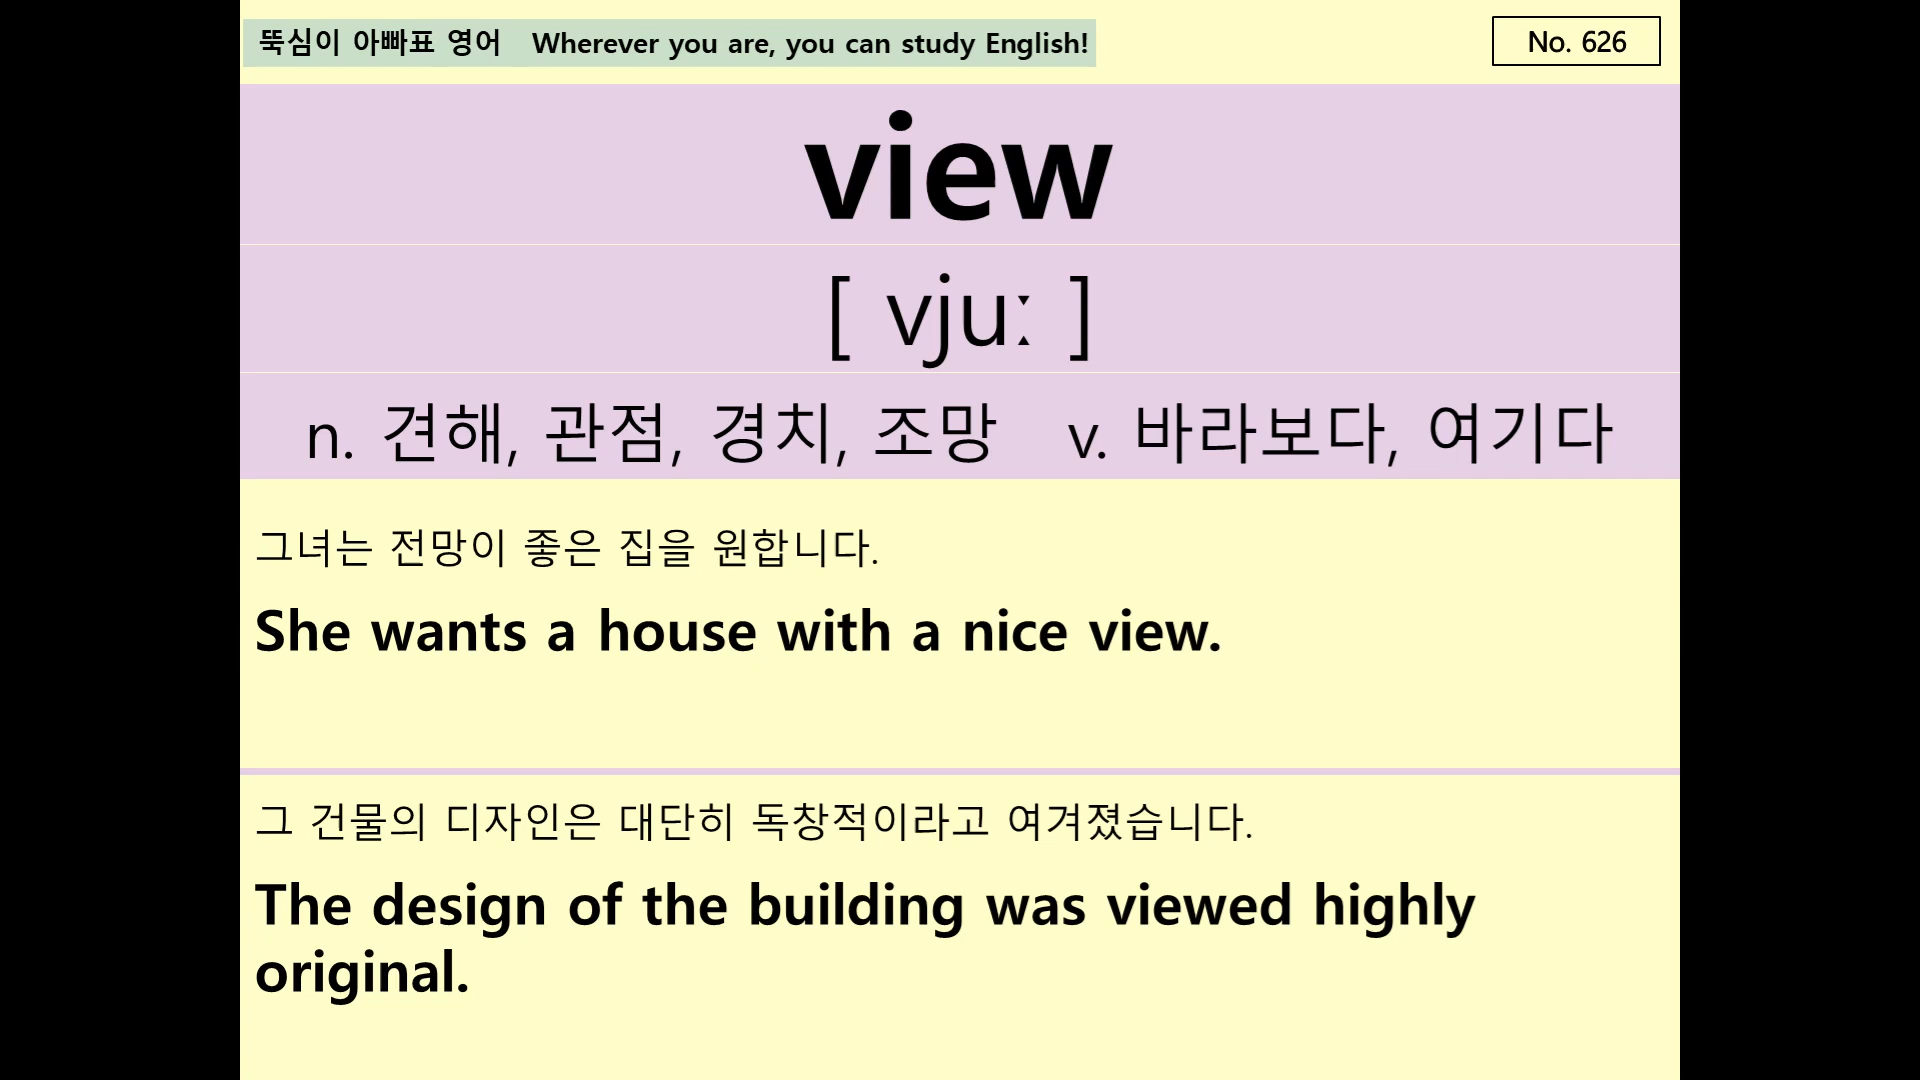 뚝심이 아빠표 영어 Wherever you are, you can study English!
No. 626
view
[ vjuː ]
n. 견해, 관점, 경치, 조망 v. 바라보다, 여기다
그녀는 전망이 좋은 집을 원합니다.
She wants a house with a nice view.
그 건물의 디자인은 대단히 독창적이라고 여겨졌습니다.
The design of the building was viewed highly
original.